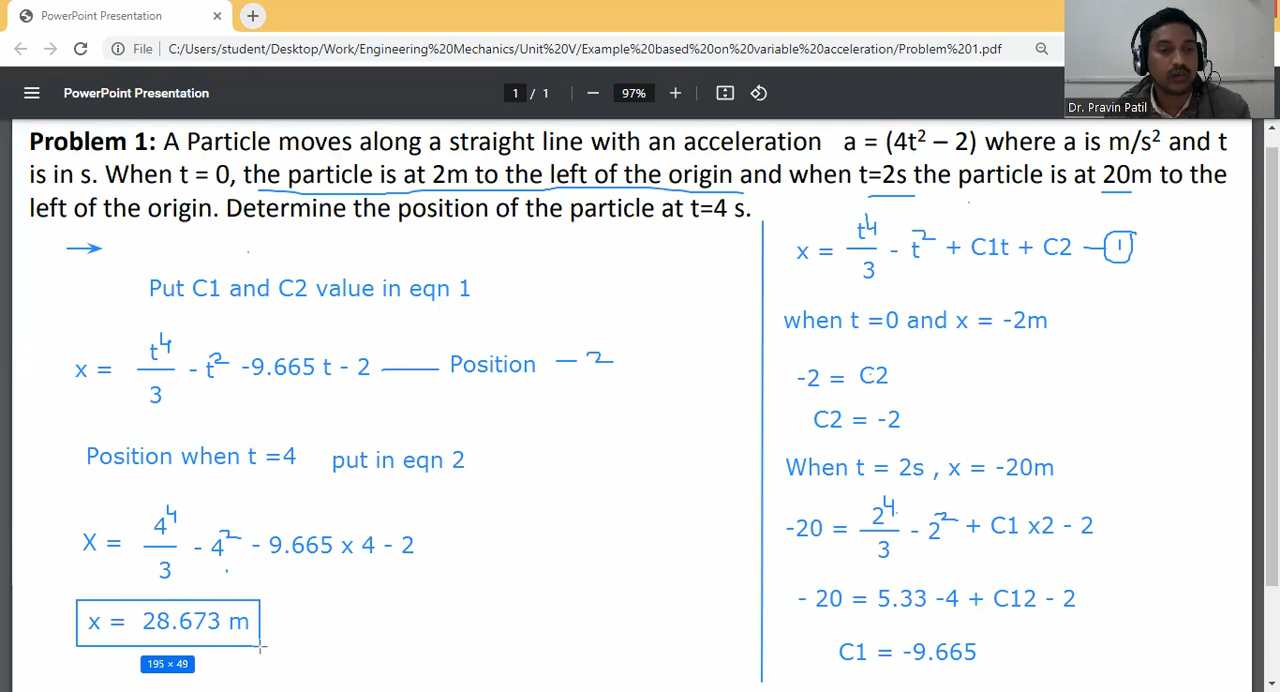 PowerPoint Presentation
File C:/Users/student/Desktop/Work/Engineering%20Mechanics/Unit%20V/Example%20based%20on%20variable%20acceleration/Problem%201.pdf
PowerPoint Presentation 1 / 1 97%
Dr. Pravin Patil
Problem 1: A Particle moves along a straight line with an acceleration a = (4t² – 2) where a is m/s² and t
is in s. When t = 0, the particle is at 2m to the left of the origin and when t=2s the particle is at 20m to the
left of the origin. Determine the position of the particle at t=4 s.
Put C1 and C2 value in eqn 1
x = t⁴/3 - t² -9.665 t - 2 —— Position — 2
Position when t =4 put in eqn 2
X = 4⁴/3 - 4² - 9.665 x 4 - 2
x = 28.673 m
195 × 49
x = t⁴/3 - t² + C1t + C2 — 1
when t =0 and x = -2m
-2 = C2
C2 = -2
When t = 2s , x = -20m
-20 = 2⁴/3 - 2² + C1 x2 - 2
- 20 = 5.33 -4 + C12 - 2
C1 = -9.665